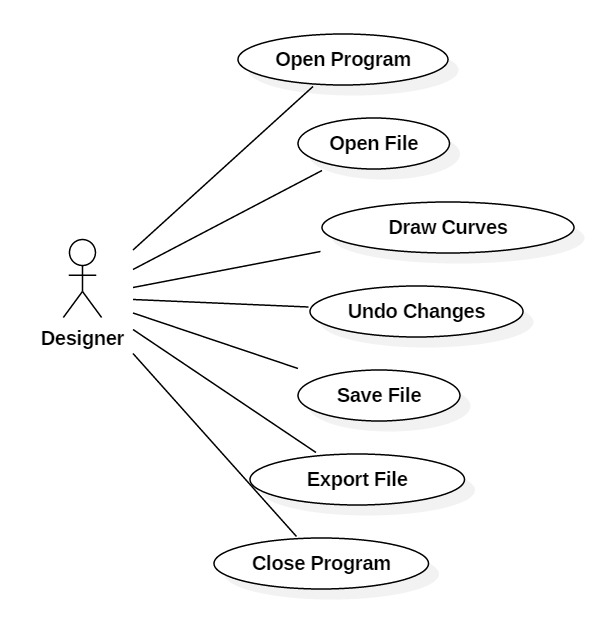 Open Program
Open File
Draw Curves
Undo Changes
Designer
Save File
Export File
Close Program